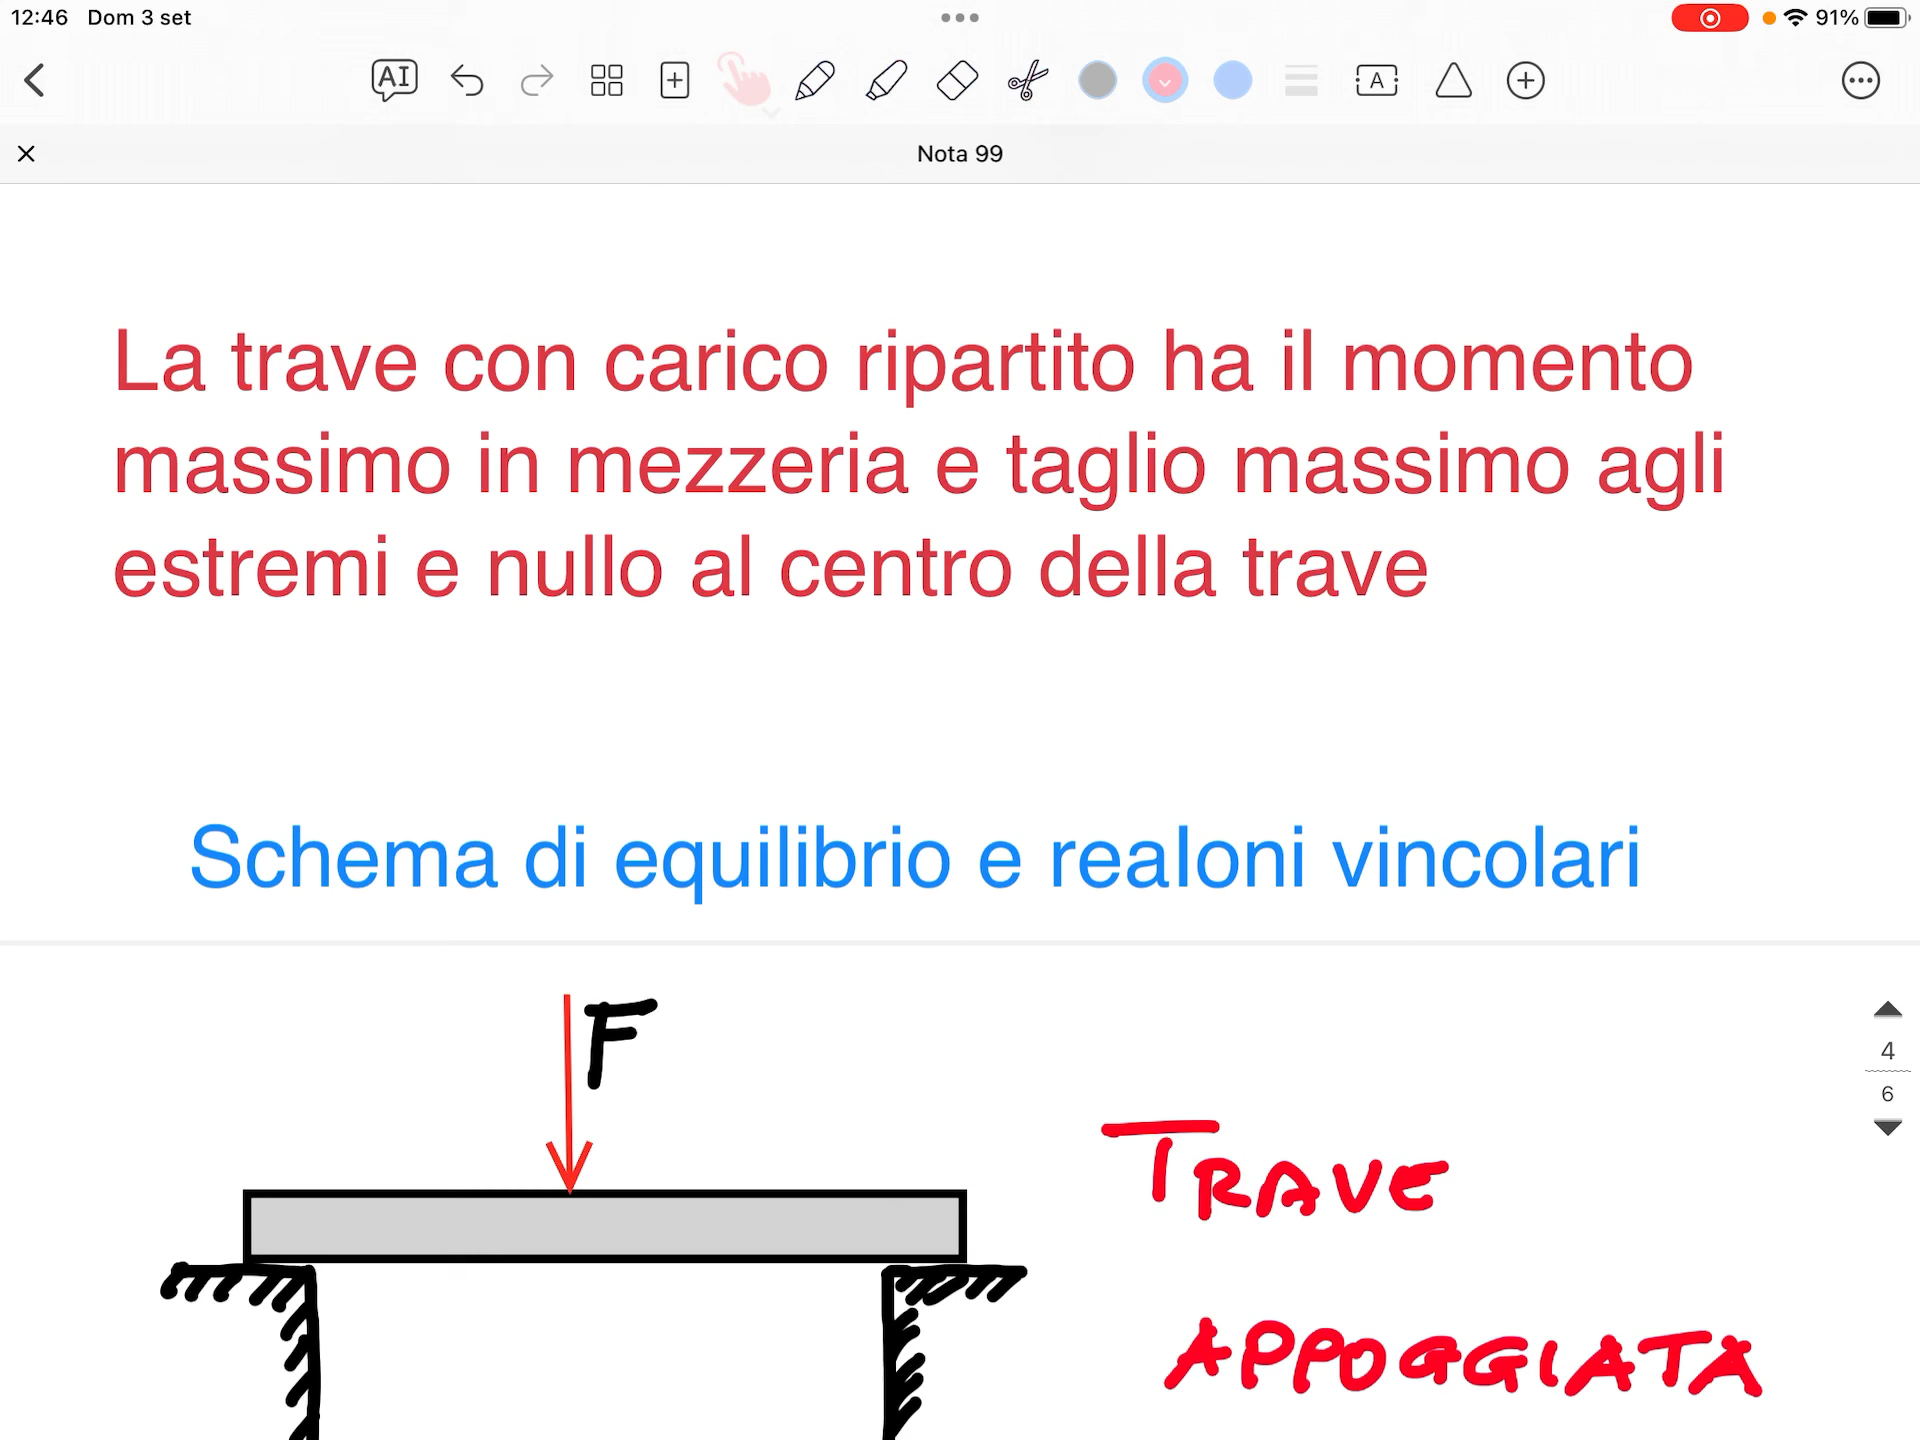 12:46 Dom 3 set 91%
AI A
Nota 99
La trave con carico ripartito ha il momento
massimo in mezzeria e taglio massimo agli
estremi e nullo al centro della trave
Schema di equilibrio e realoni vincolari
F
4
6
TRAVE
APPOGGIATA